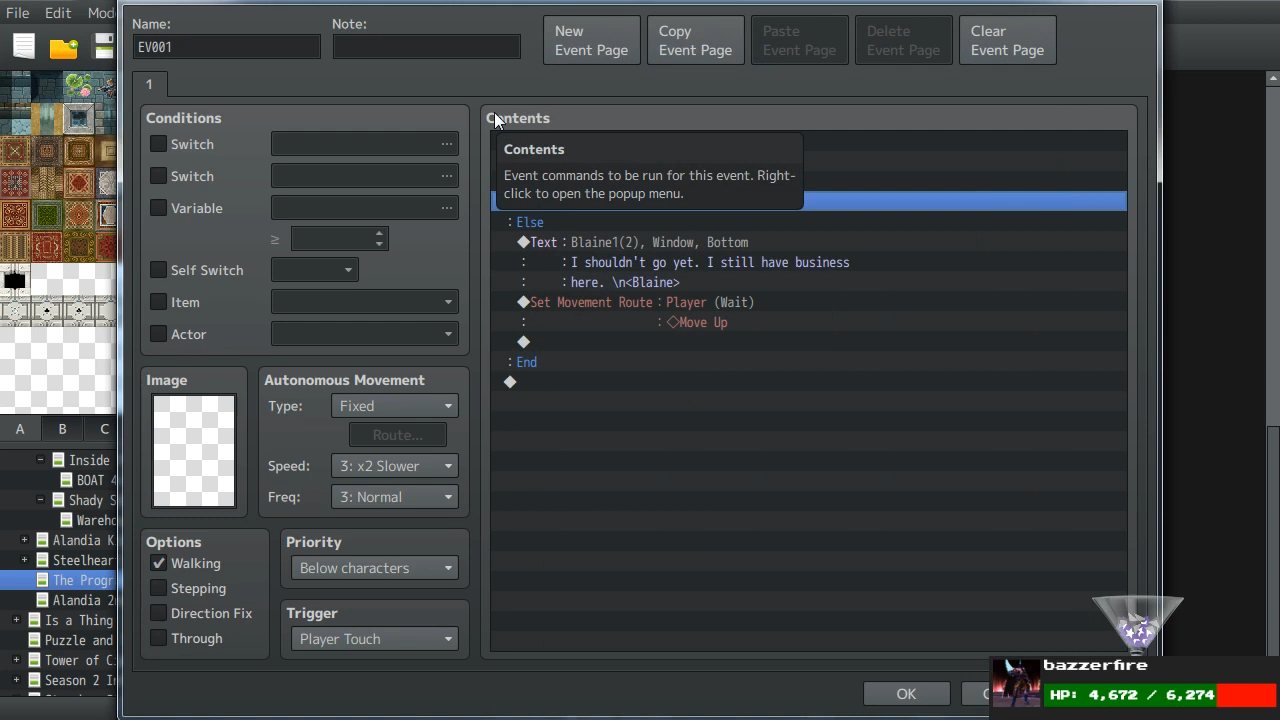 File Edit Mod
Name:
Note:
EV001
New
Event Page
Copy
Event Page
Paste
Event Page
Delete
Event Page
Clear
Event Page
1
Conditions
Switch ...
Switch ...
Variable ...
≥
Self Switch
Item
Actor
Image
Autonomous Movement
Type: Fixed
Route...
Speed: 3: x2 Slower
Freq: 3: Normal
Options
Walking
Stepping
Direction Fix
Through
Priority
Below characters
Trigger
Player Touch
Contents
Contents
Event commands to be run for this event. Right-
click to open the popup menu.
: Else
◆Text : Blaine1(2), Window, Bottom
: : I shouldn't go yet. I still have business
: : here. \n<Blaine>
◆Set Movement Route : Player (Wait)
: : ◇Move Up
◆
: End
◆
OK
A B C
Inside
BOAT
Shady S
Wareho
Alandia K
Steelhear
The Progr
Alandia 2
Is a Thing
Puzzle and
Tower of C
Season 2 I
bazzerfire
HP: 4,672 / 6,274